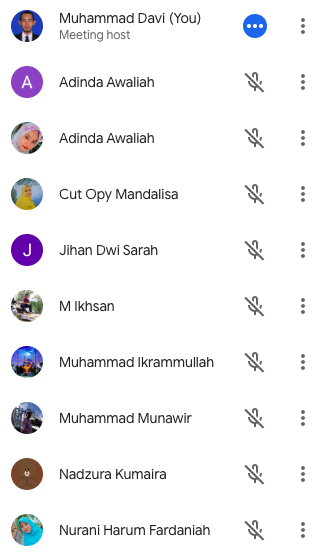 Muhammad Davi (You)
Meeting host
A
Adinda Awaliah
Adinda Awaliah
Cut Opy Mandalisa
J
Jihan Dwi Sarah
M Ikhsan
Muhammad Ikrammullah
Muhammad Munawir
Nadzura Kumaira
Nurani Harum Fardaniah